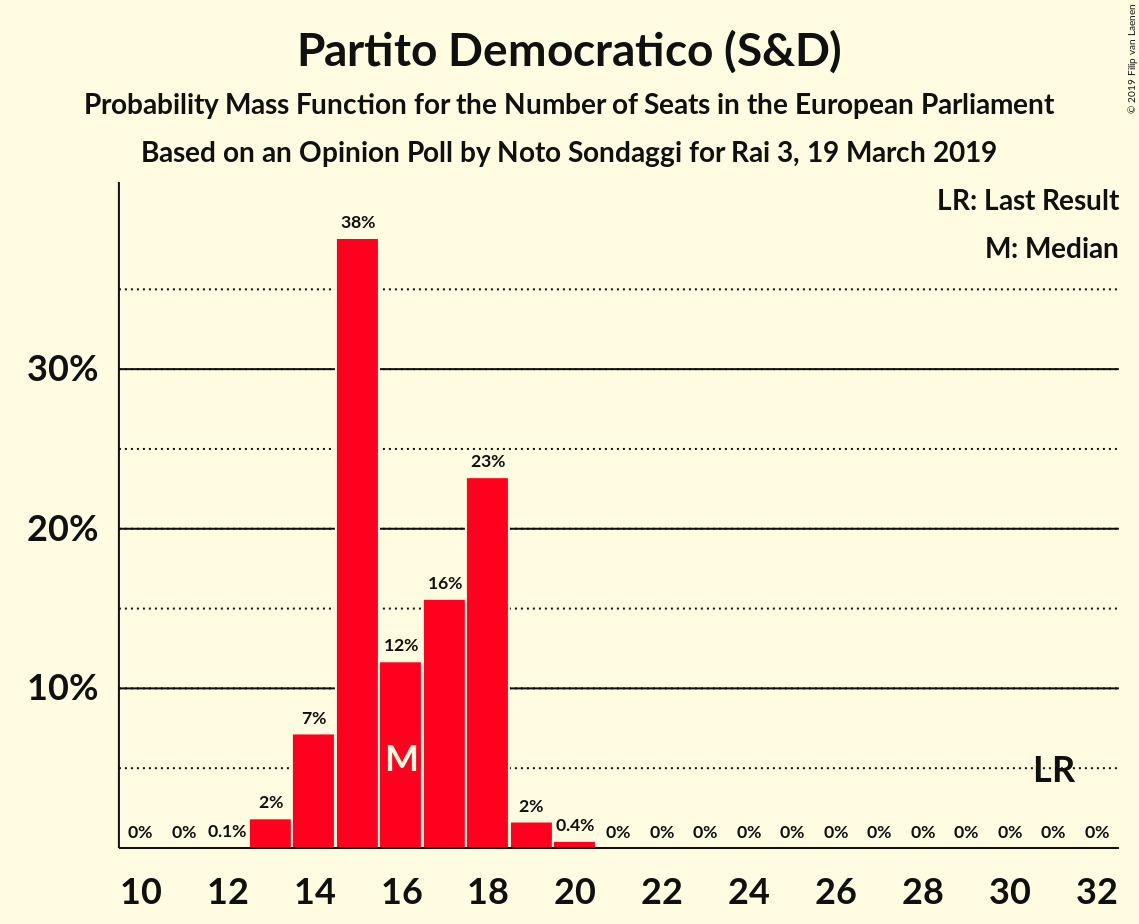 Partito Democratico (S&D)
Probability Mass Function for the Number of Seats in the European Parliament
Based on an Opinion Poll by Noto Sondaggi for Rai 3, 19 March 2019
© 2019 Filip van Laenen
LR: Last Result
M: Median
30%
20%
10%
0% 0% 0.1% 2% 7% 38% 12% 16% 23% 2% 0.4% 0% 0% 0% 0% 0% 0% 0% 0% 0% 0% 0% 0%
M
LR
10 12 14 16 18 20 22 24 26 28 30 32